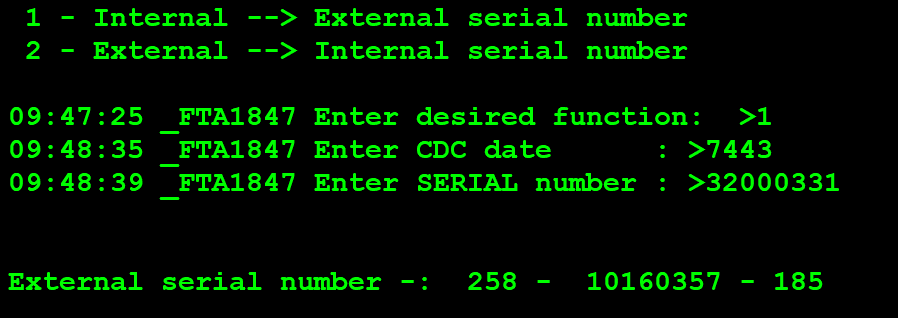 1 - Internal --> External serial number
2 - External --> Internal serial number
09:47:25 _FTA1847 Enter desired function:  >1
09:48:35 _FTA1847 Enter CDC date      : >7443
09:48:39 _FTA1847 Enter SERIAL number : >32000331
External serial number -:  258 -  10160357 - 185